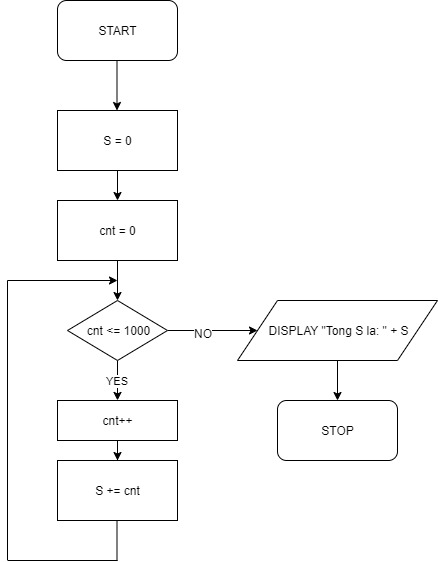 START
S = 0
cnt = 0
cnt <= 1000
NO
DISPLAY "Tong S la: " + S
YES
cnt++
STOP
S += cnt